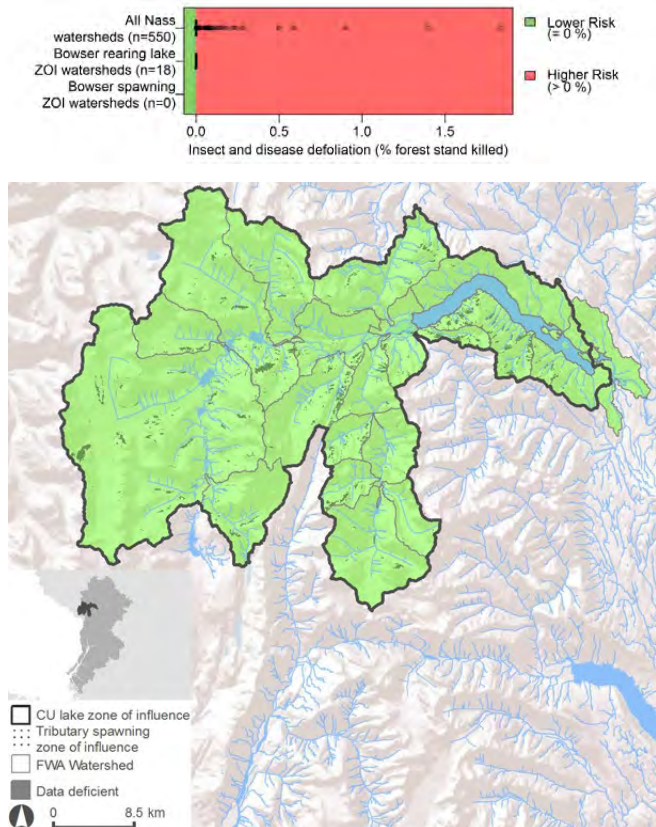 All Nass
watersheds (n=550)
Bowser rearing lake
ZOI watersheds (n=18)
Bowser spawning
ZOI watersheds (n=0)
0.0 0.5 1.0 1.5
Insect and disease defoliation (% forest stand killed)
Lower Risk
(= 0 %)
Higher Risk
(> 0 %)
CU lake zone of influence
Tributary spawning
zone of influence
FWA Watershed
Data deficient
0 8.5 km